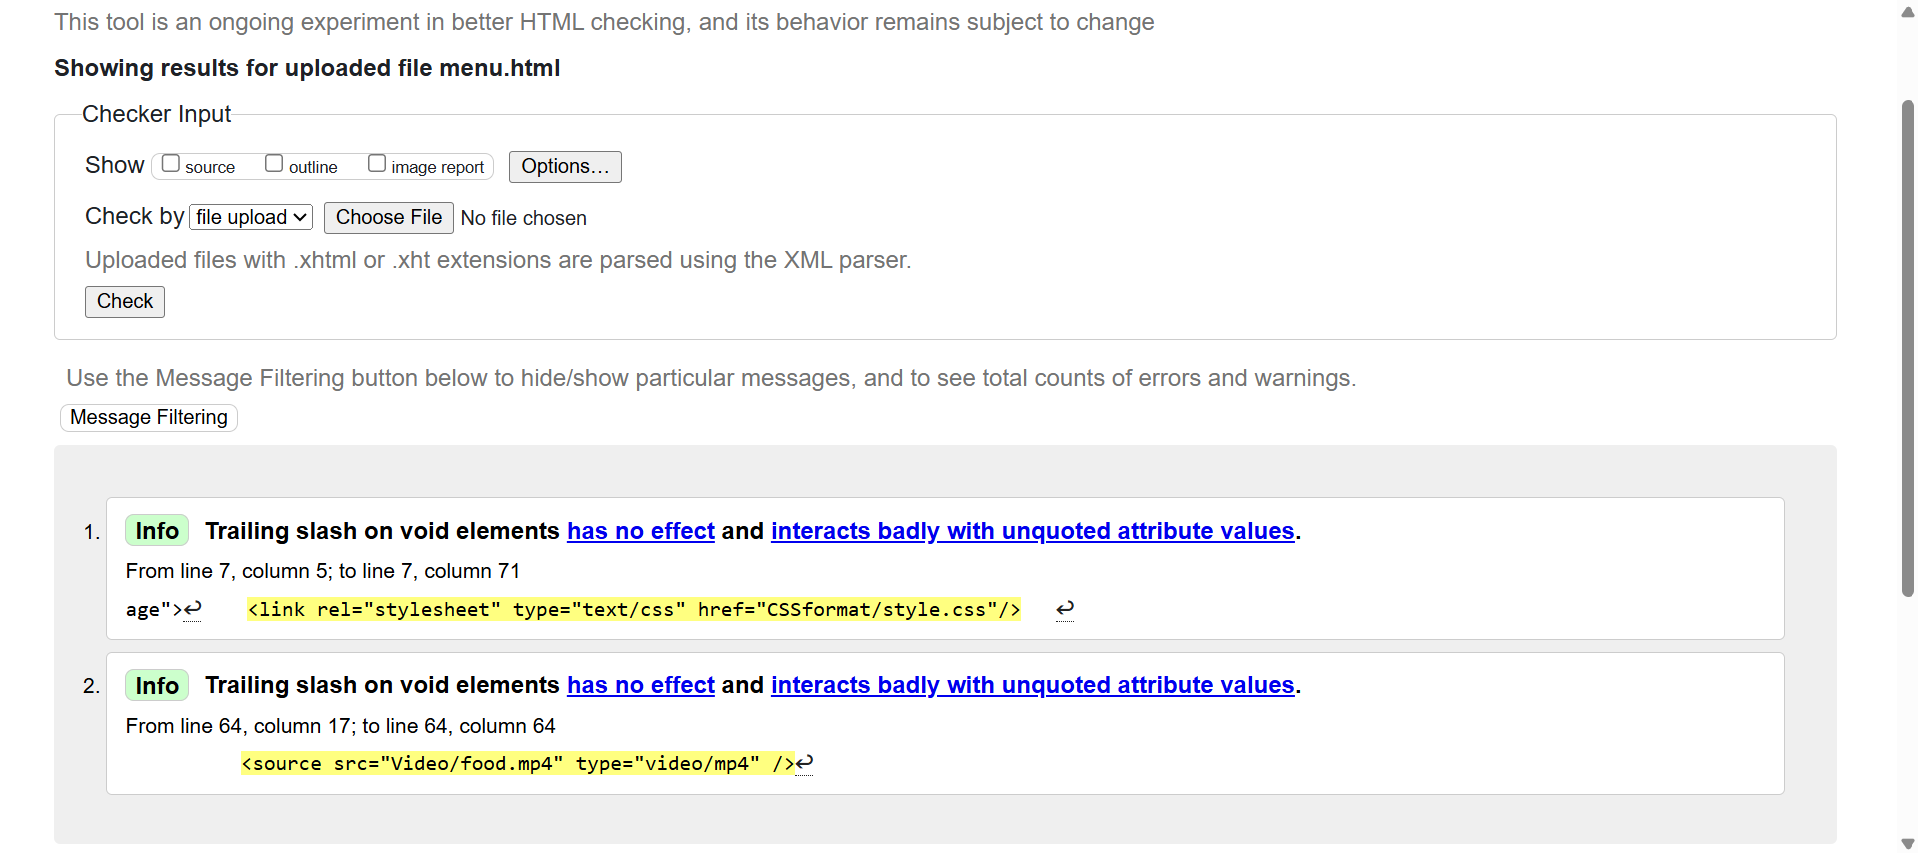 This tool is an ongoing experiment in better HTML checking, and its behavior remains subject to change
Showing results for uploaded file menu.html
Checker Input
Show source outline image report Options...
Check by file upload Choose File No file chosen
Uploaded files with .xhtml or .xht extensions are parsed using the XML parser.
Check
Use the Message Filtering button below to hide/show particular messages, and to see total counts of errors and warnings.
Message Filtering
1. Info Trailing slash on void elements has no effect and interacts badly with unquoted attribute values.
From line 7, column 5; to line 7, column 71
age">↩ <link rel="stylesheet" type="text/css" href="CSSformat/style.css"/> ↩
2. Info Trailing slash on void elements has no effect and interacts badly with unquoted attribute values.
From line 64, column 17; to line 64, column 64
<source src="Video/food.mp4" type="video/mp4" />↩